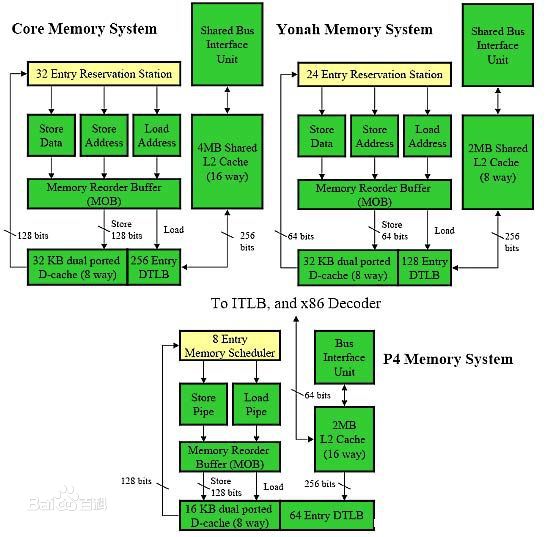 Core Memory System
Shared Bus
Interface
Unit
32 Entry Reservation Station
Store
Data
Store
Address
Load
Address
4MB Shared
L2 Cache
(16 way)
Memory Reorder Buffer
(MOB)
128 bits
Store
128 bits
Load
256
bits
32 KB dual ported
D-cache (8 way)
256 Entry
DTLB
Yonah Memory System
Shared Bus
Interface
Unit
24 Entry Reservation Station
Store
Data
Store
Address
Load
Address
2MB Shared
L2 Cache
(8 way)
Memory Reorder Buffer
(MOB)
64 bits
Store
64 bits
Load
256
bits
32 KB dual ported
D-cache (8 way)
128 Entry
DTLB
To ITLB, and x86 Decoder
P4 Memory System
8 Entry
Memory Scheduler
Bus
Interface
Unit
64 bits
Store
Pipe
Load
Pipe
2MB
L2 Cache
(16 way)
Memory Reorder
Buffer (MOB)
128 bits
Store
128 bits
Load
256 bits
16 KB dual ported
D-cache (8 way)
64 Entry DTLB
Bai百科